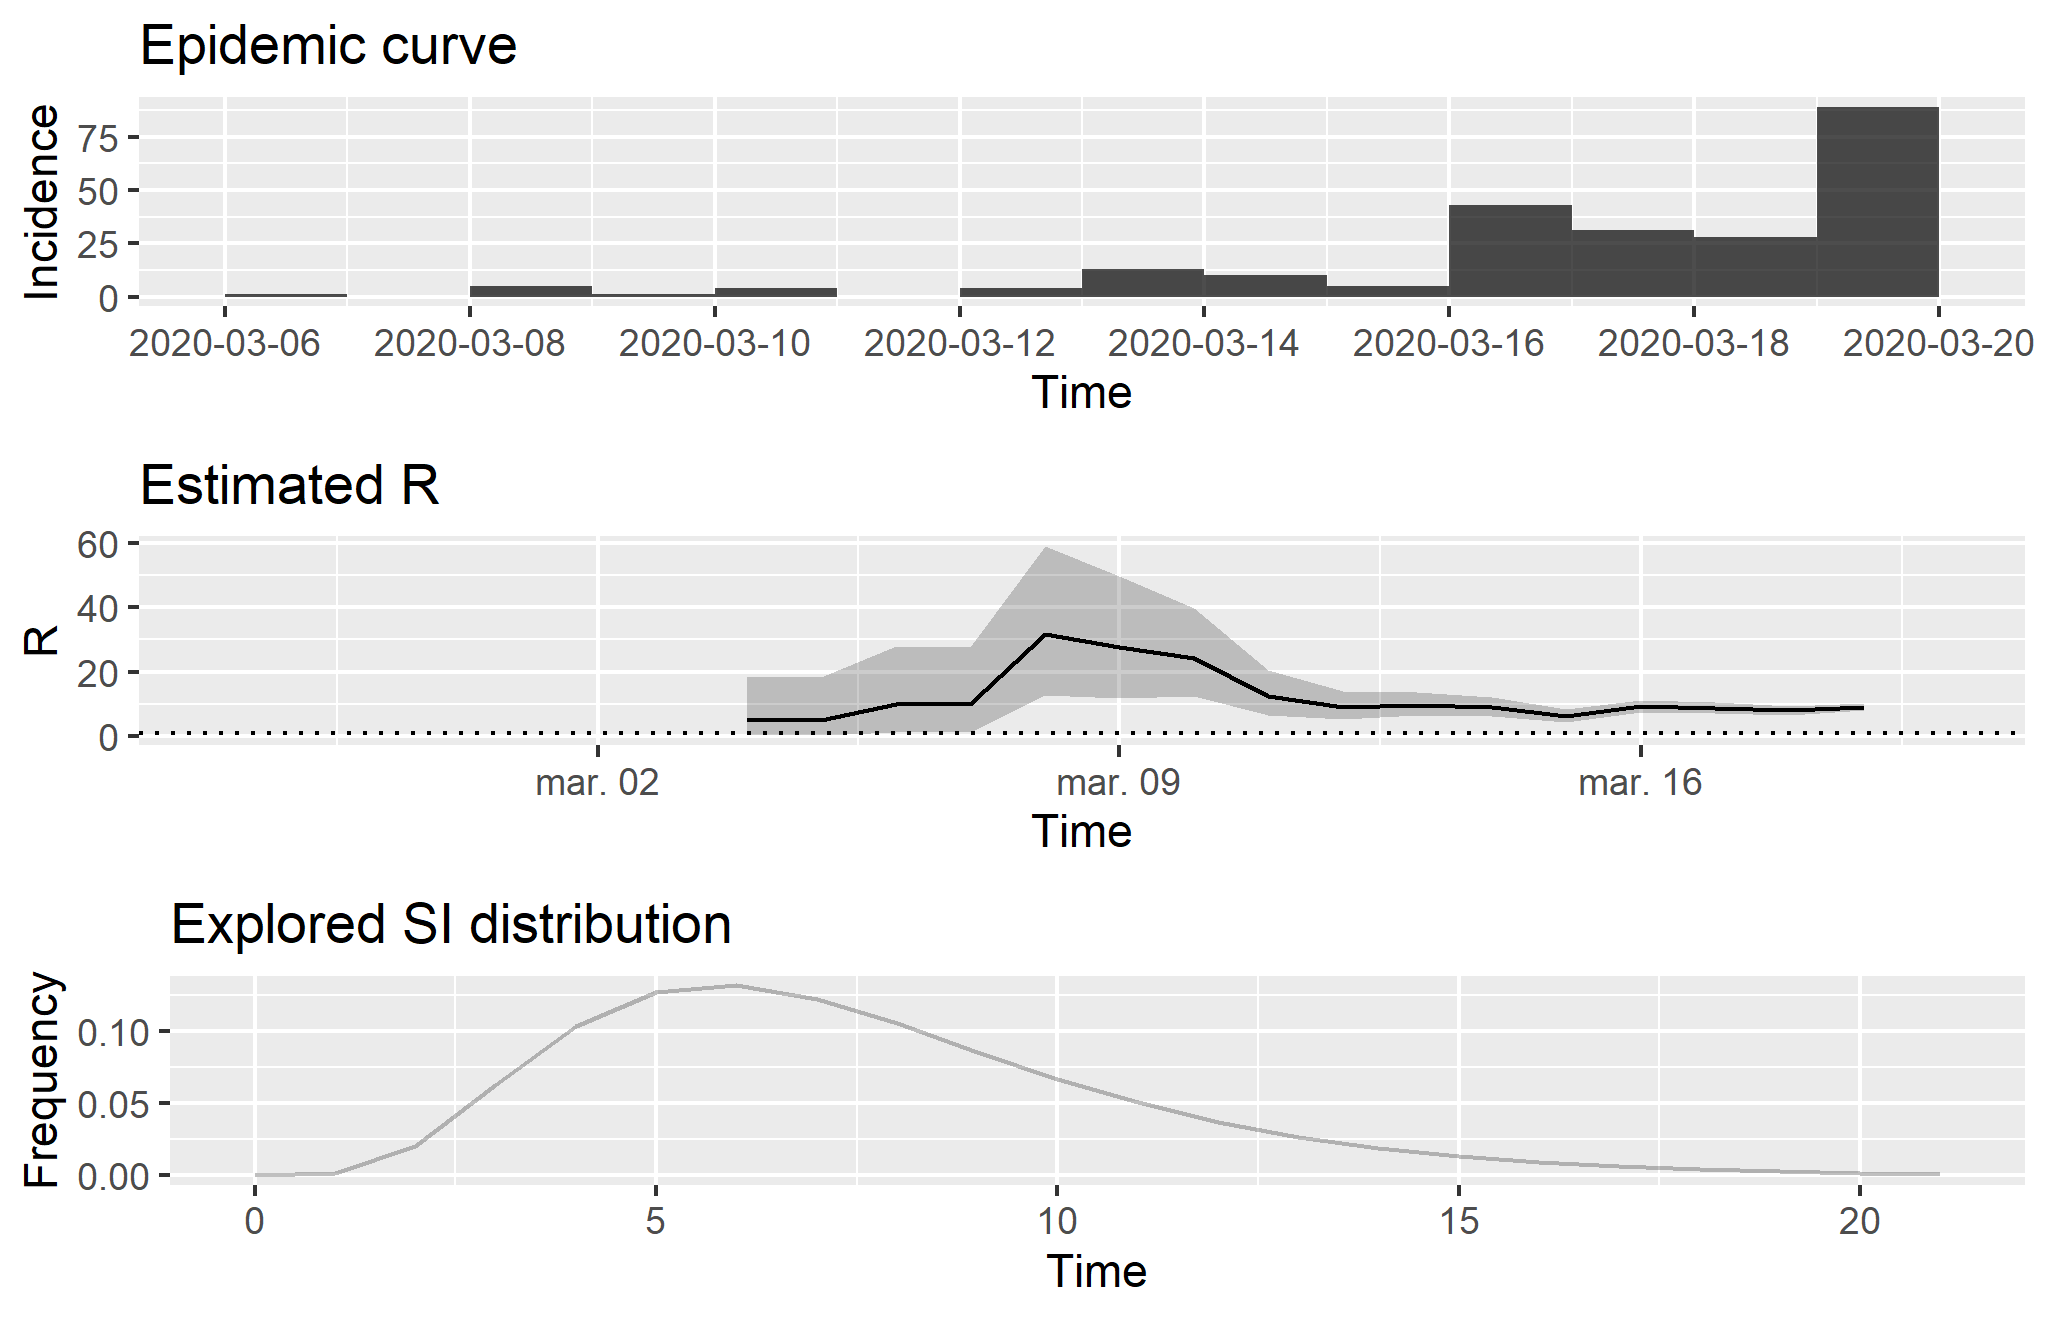 Epidemic curve
Incidence
75
50
25
0
2020-03-06 2020-03-08 2020-03-10 2020-03-12 2020-03-14 2020-03-16 2020-03-18 2020-03-20
Time
Estimated R
R
60
40
20
0
mar. 02 mar. 09 mar. 16
Time
Explored SI distribution
Frequency
0.10
0.05
0.00
0 5 10 15 20
Time